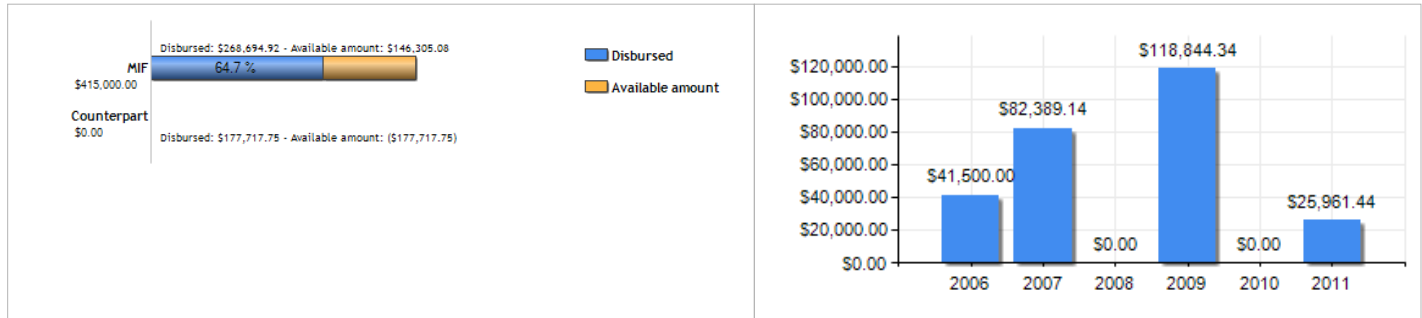 Disbursed: $268,694.92 - Available amount: $146,305.08
MIF
64.7 %
$415,000.00
Counterpart
$0.00
Disbursed: $177,717.75 - Available amount: ($177,717.75)
Disbursed
Available amount
$120,000.00
$100,000.00
$80,000.00
$60,000.00
$40,000.00
$20,000.00
$0.00
$41,500.00
$82,389.14
$0.00
$118,844.34
$0.00
$25,961.44
2006 2007 2008 2009 2010 2011